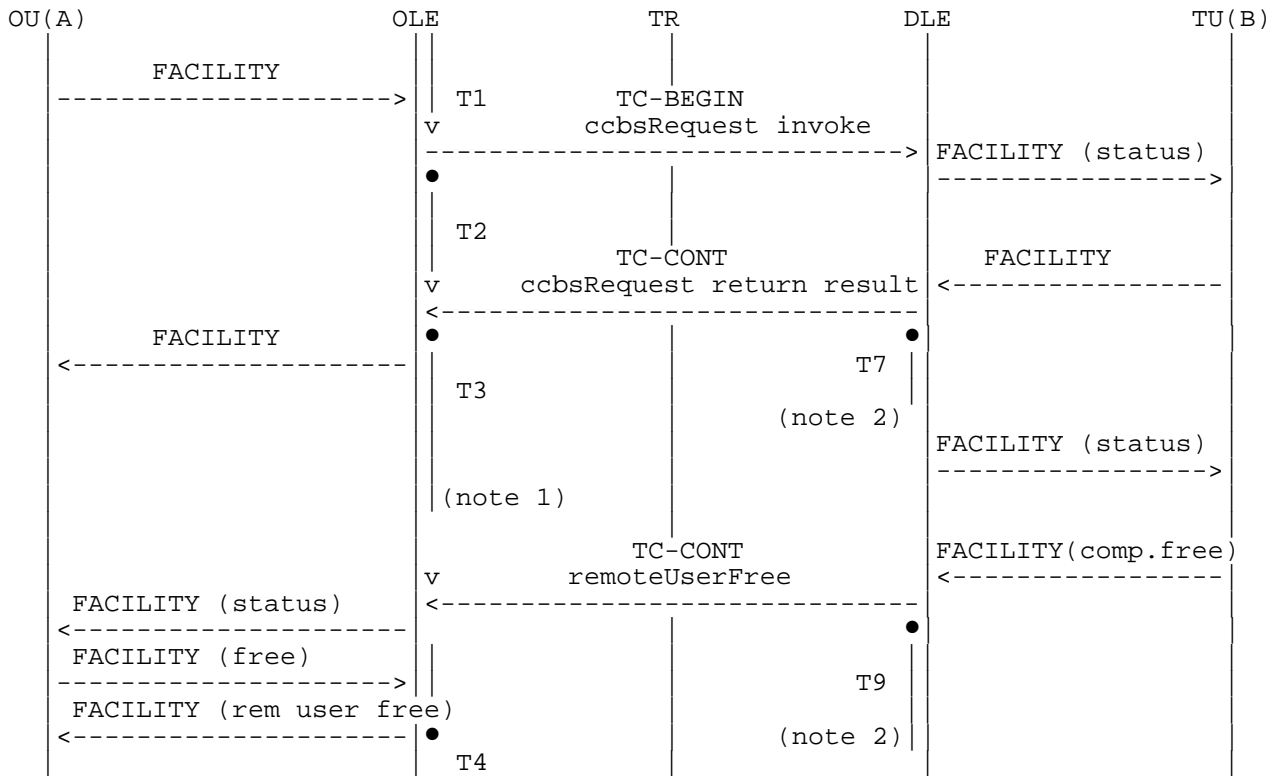 OU(A) OLE TR DLE TU(B)
FACILITY
T1 TC-BEGIN
v ccbsRequest invoke
FACILITY (status)
T2
TC-CONT FACILITY
v ccbsRequest return result
FACILITY
T7
T3
(note 2)
FACILITY (status)
(note 1)
TC-CONT FACILITY(comp.free)
v remoteUserFree
FACILITY (status)
FACILITY (free)
T9
FACILITY (rem user free)
(note 2)
T4